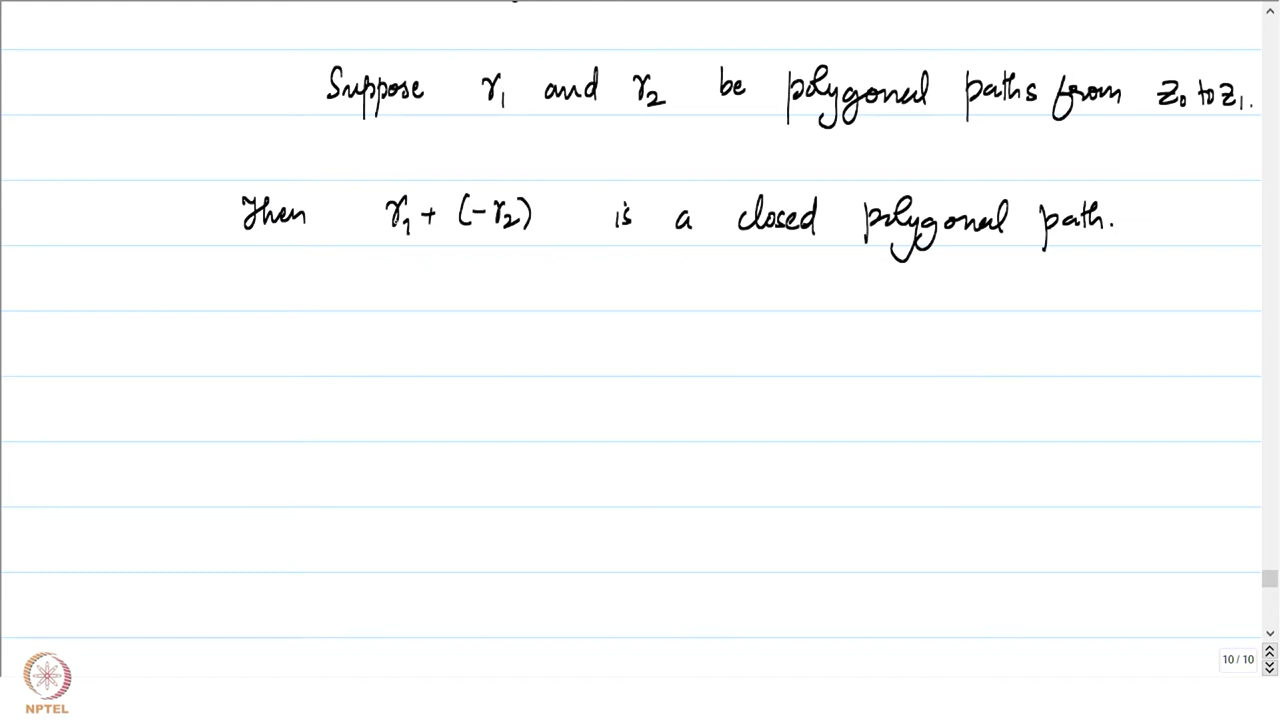 Suppose γ₁ and γ₂ be polygonal paths from z₀ to z₁.
Then γ₁ + (-γ₂) is a closed polygonal path.
10 / 10
NPTEL